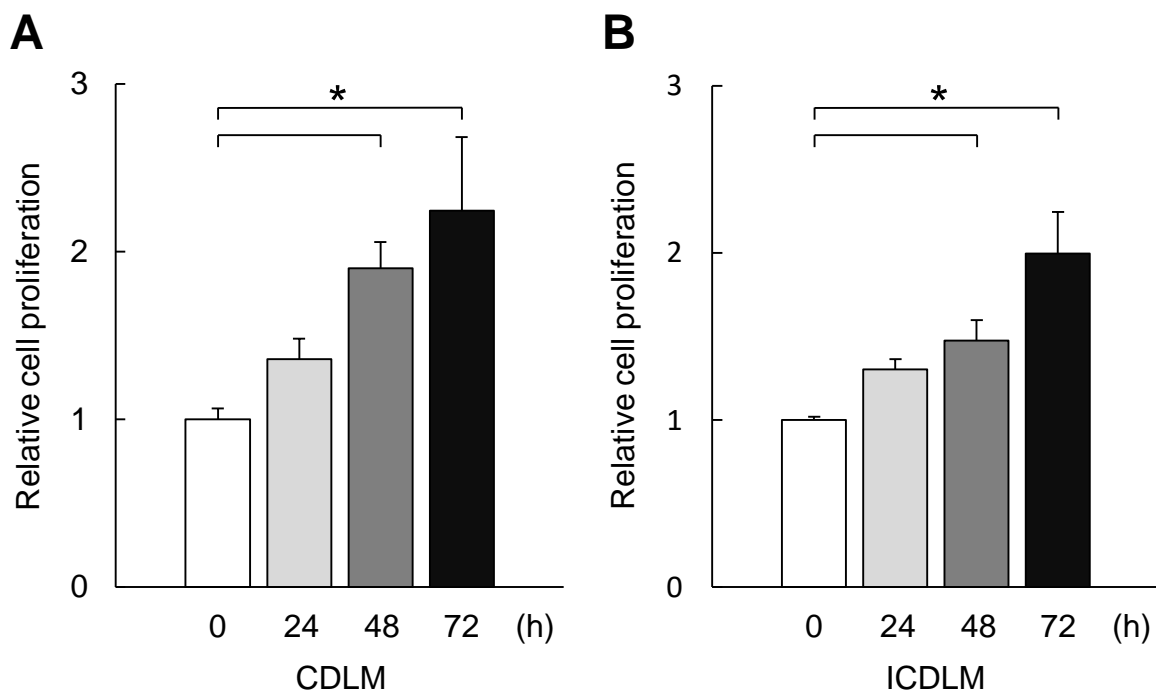 A
Relative cell proliferation
3
2
1
0
*
0 24 48 72 (h)
CDLM
B
Relative cell proliferation
3
2
1
0
*
0 24 48 72 (h)
ICDLM